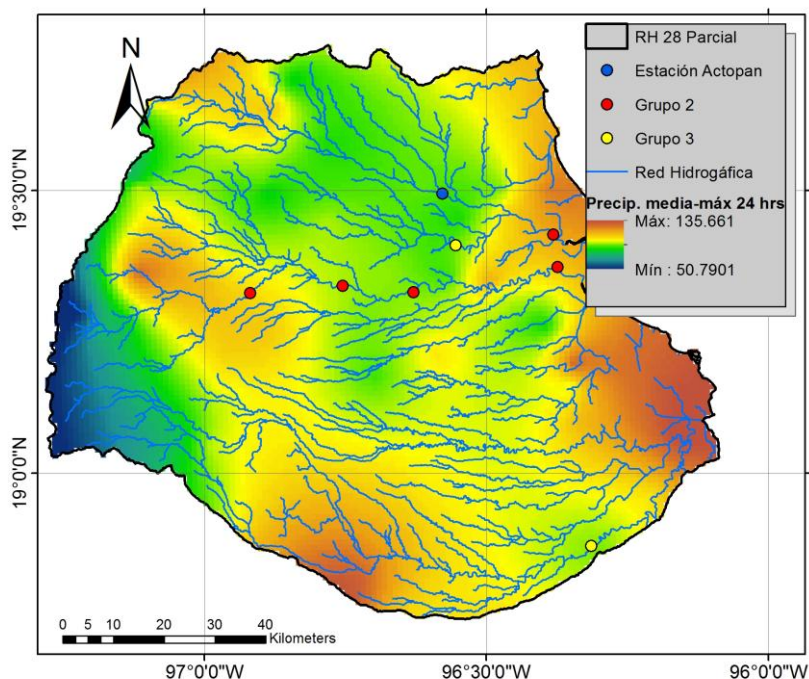 N
RH 28 Parcial
Estación Actopan
Grupo 2
Grupo 3
Red Hidrogáfica
Precip. media-máx 24 hrs
Máx: 135.661
Mín : 50.7901
19°30'0"N
19°0'0"N
0 5 10 20 30 40
Kilometers
97°0'0"W 96°30'0"W 96°0'0"W